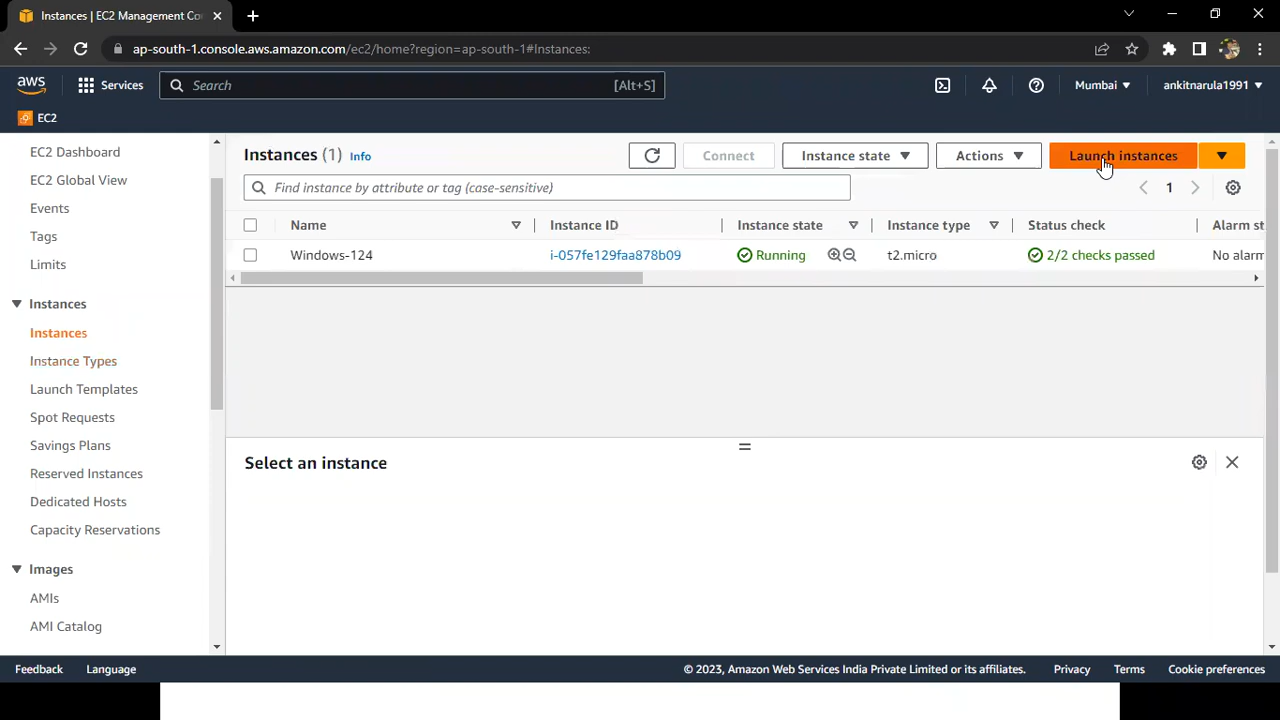 Instances | EC2 Management Co
ap-south-1.console.aws.amazon.com/ec2/home?region=ap-south-1#Instances:
aws Services Search [Alt+S] Mumbai ankitnarula1991
EC2
EC2 Dashboard
EC2 Global View
Events
Tags
Limits
Instances
Instances
Instance Types
Launch Templates
Spot Requests
Savings Plans
Reserved Instances
Dedicated Hosts
Capacity Reservations
Images
AMIs
AMI Catalog
Instances (1) Info Connect Instance state Actions Launch instances
Find instance by attribute or tag (case-sensitive) 1
Name Instance ID Instance state Instance type Status check Alarm st
Windows-124 i-057fe129faa878b09 Running t2.micro 2/2 checks passed No alarm
Select an instance
Feedback Language © 2023, Amazon Web Services India Private Limited or its affiliates. Privacy Terms Cookie preferences